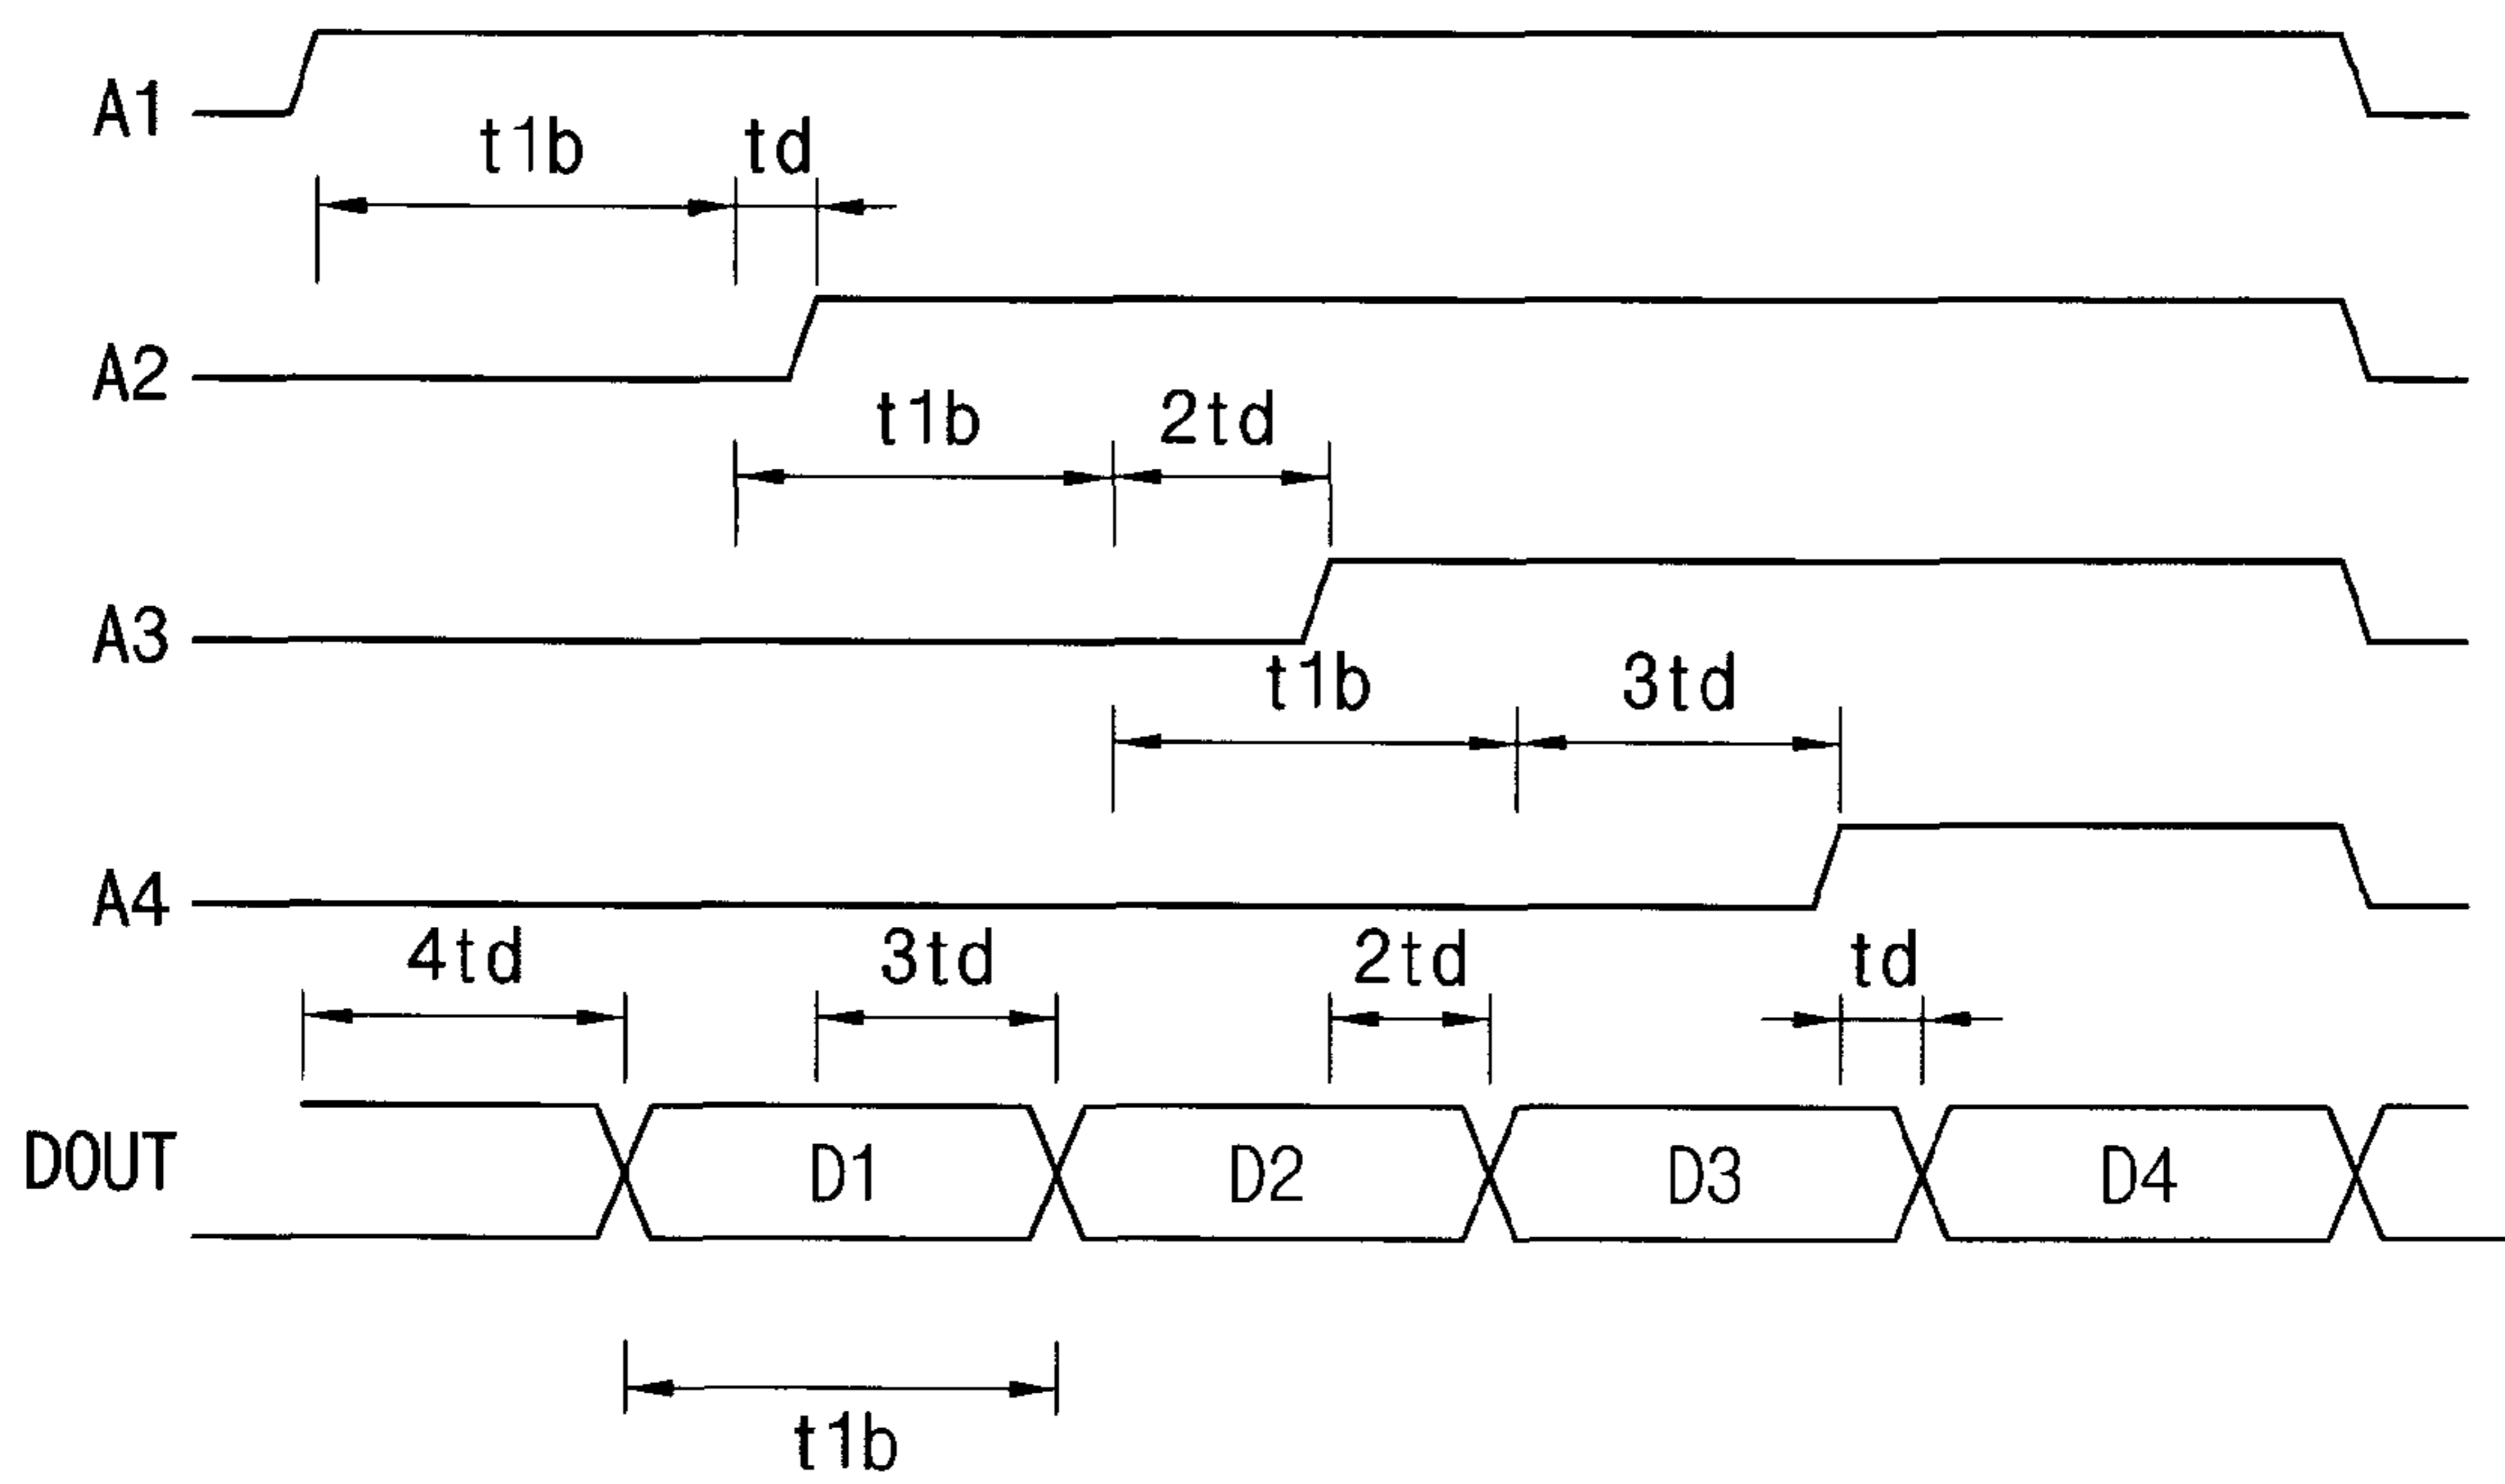 A1
t1b td
A2
t1b 2td
A3
t1b 3td
A4
4td 3td 2td td
DOUT D1 D2 D3 D4
t1b